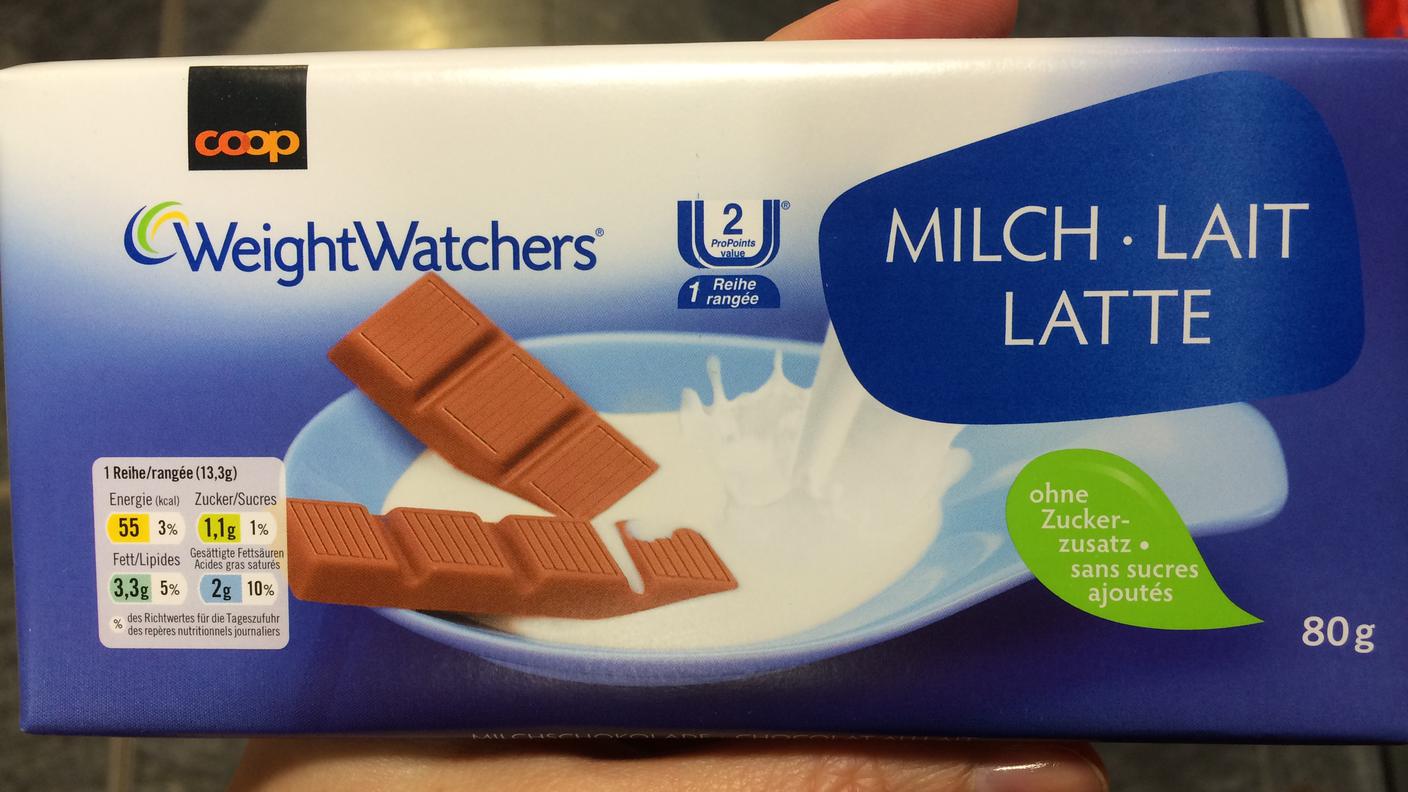 coop
WeightWatchers®
2 ®
ProPoints
value
1 Reihe
rangée
MILCH · LAIT
LATTE
1 Reihe/rangée (13,3g)
Energie (kcal) Zucker/Sucres
55 3% 1,1g 1%
Fett/Lipides Gesättigte Fettsäuren
Acides gras saturés
3,3g 5% 2g 10%
% des Richtwertes für die Tageszufuhr
des repères nutritionnels journaliers
ohne
Zucker-
zusatz •
sans sucres
ajoutés
80g
MILCHSCHOKOLADE